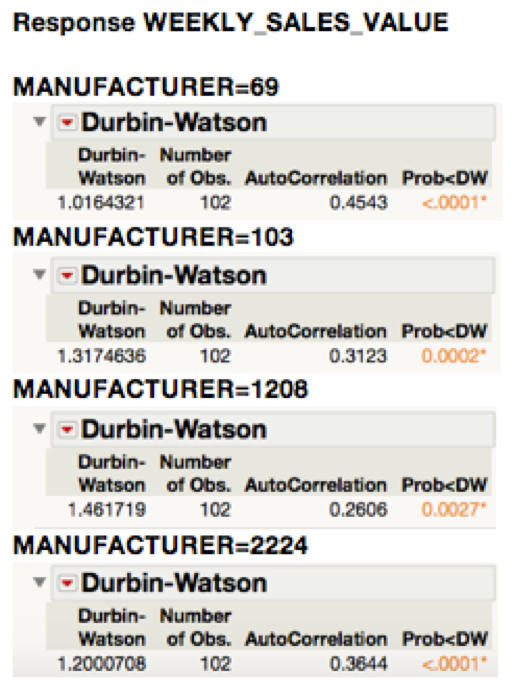 Response WEEKLY_SALES_VALUE
MANUFACTURER=69
Durbin-Watson
Durbin- Number
Watson of Obs. AutoCorrelation Prob<DW
1.0164321 102 0.4543 <.0001*
MANUFACTURER=103
Durbin-Watson
Durbin- Number
Watson of Obs. AutoCorrelation Prob<DW
1.3174636 102 0.3123 0.0002*
MANUFACTURER=1208
Durbin-Watson
Durbin- Number
Watson of Obs. AutoCorrelation Prob<DW
1.461719 102 0.2606 0.0027*
MANUFACTURER=2224
Durbin-Watson
Durbin- Number
Watson of Obs. AutoCorrelation Prob<DW
1.2000708 102 0.3644 <.0001*